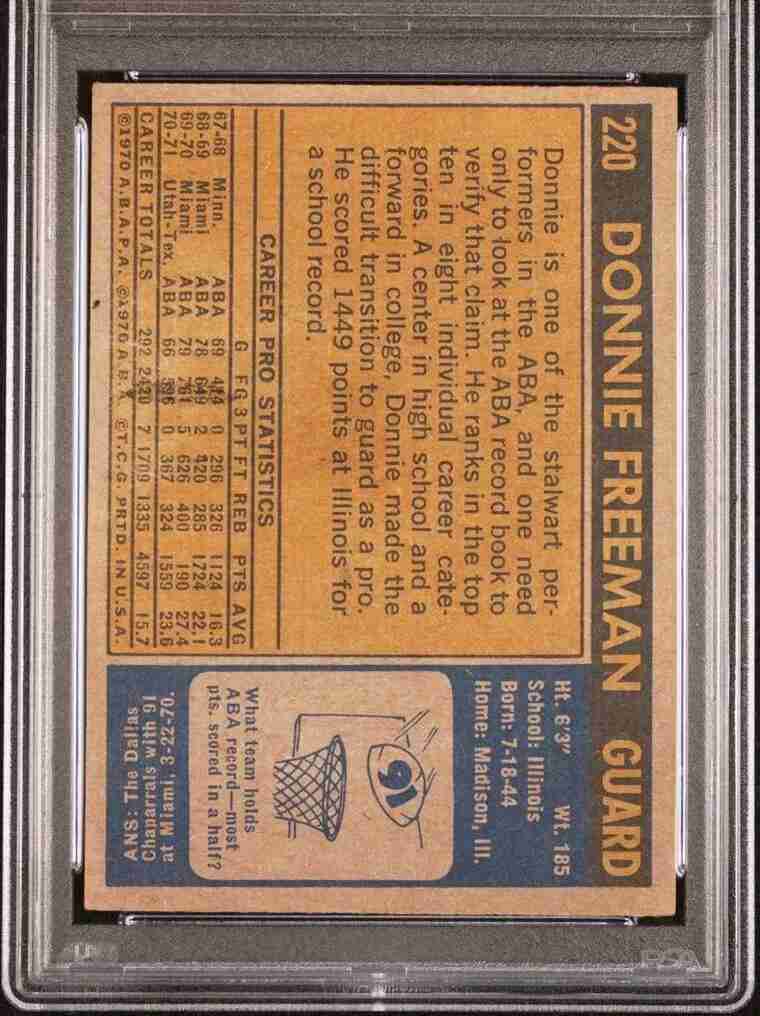 220 DONNIE FREEMAN GUARD
Donnie is one of the stalwart per-
formers in the ABA, and one need
only to look at the ABA record book to
verify that claim. He ranks in the top
ten in eight individual career cate-
gories. A center in high school and a
forward in college, Donnie made the
difficult transition to guard as a pro.
He scored 1449 points at Illinois for
a school record.
CAREER PRO STATISTICS
G FG 3PT FT REB PTS AVG
67-68 Minn. ABA 69 414 0 296 326 1124 16.3
68-69 Miami ABA 78 649 2 420 285 1724 22.1
69-70 Miami ABA 79 781 5 626 400 2190 27.4
70-71 Utah-Tex. ABA 66 596 0 367 324 1559 23.6
CAREER TOTALS 292 2420 7 1709 1335 4597 15.7
©1970 A.B.A.P.A. ©1970 A.B.A. ©T.C.G. PRTD. IN U.S.A.
Ht. 6'3" Wt. 185
School: Illinois
Born: 7-18-44
Home: Madison, Ill.
91
What team holds
ABA record—most
pts. scored in a half?
ANS: The Dallas
Chaparrals with 91
at Miami, 3-22-70.
PSA